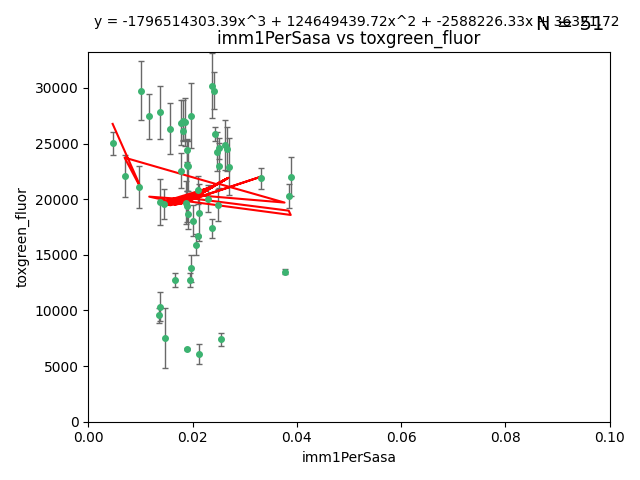 y = -1796514303.39x^3 + 124649439.72x^2 + -2588226.33x +
N = 51
imm1PerSasa vs toxgreen_fluor
30000
25000
20000
15000
10000
5000
0
toxgreen_fluor
0.00 0.02 0.04 0.06 0.08 0.10
imm1PerSasa